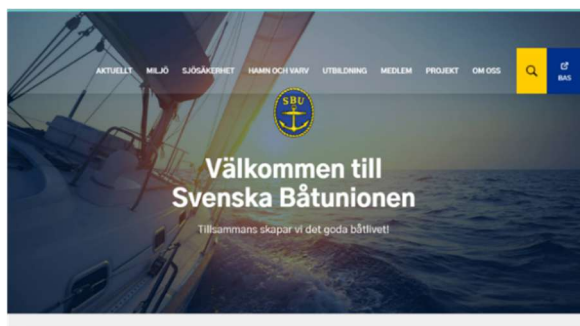 AKTUELLT MILJÖ SJÖSÄKERHET HAMN OCH VARV UTBILDNING MEDLEM PROJEKT OM OSS
BAS
SBU
Välkommen till
Svenska Båtunionen
Tillsammans skapar vi det goda båtlivet!